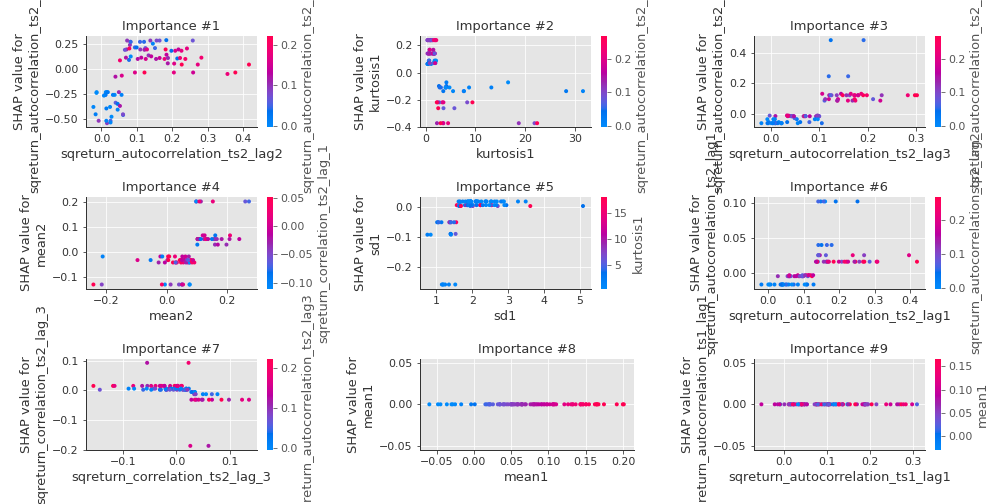 Importance #1
SHAP value for
sqreturn_autocorrelation_ts2_
0.25
0.00
−0.25
−0.50
0.0
0.1
0.2
0.3
0.4
sqreturn_autocorrelation_ts2_lag2
0.2
0.1
0.0
sqreturn_autocorrelation_ts2_
Importance #2
SHAP value for
kurtosis1
0.2
0.0
−0.2
−0.4
0
10
20
30
kurtosis1
0.2
0.1
0.0
sqreturn_autocorrelation_ts2_
Importance #3
SHAP value for
sqreturn_autocorrelation_ts2_
0.4
0.2
0.0
0.0
0.1
0.2
0.3
sqreturn_autocorrelation_ts2_lag3
0.2
0.1
0.0
sqreturn_autocorrelation_ts2_lag2
Importance #4
SHAP value for
mean2
0.2
0.1
0.0
−0.1
−0.2
0.0
0.2
mean2
0.05
0.00
−0.05
−0.10
sqreturn_correlation_ts2_lag_1
Importance #5
SHAP value for
sd1
0.0
−0.1
−0.2
1
2
3
4
5
sd1
15
10
5
kurtosis1
Importance #6
SHAP value for
sqreturn_autocorrelation_ts2_lag1
0.10
0.05
0.00
0.0
0.1
0.2
0.3
0.4
sqreturn_autocorrelation_ts2_lag1
0.2
0.1
0.0
Importance #7
SHAP value for
sqreturn_correlation_ts2_lag_3
0.1
0.0
−0.1
−0.2
−0.1
0.0
0.1
sqreturn_correlation_ts2_lag_3
0.2
0.1
0.0
sqreturn_autocorrelation_ts2_lag3
Importance #8
SHAP value for
mean1
0.05
0.00
−0.05
−0.05
0.00
0.05
0.10
0.15
0.20
mean1
Importance #9
SHAP value for
sqreturn_autocorrelation_ts1_lag1
0.05
0.00
−0.05
0.0
0.1
0.2
0.3
sqreturn_autocorrelation_ts1_lag1
0.15
0.10
0.05
0.00
mean1